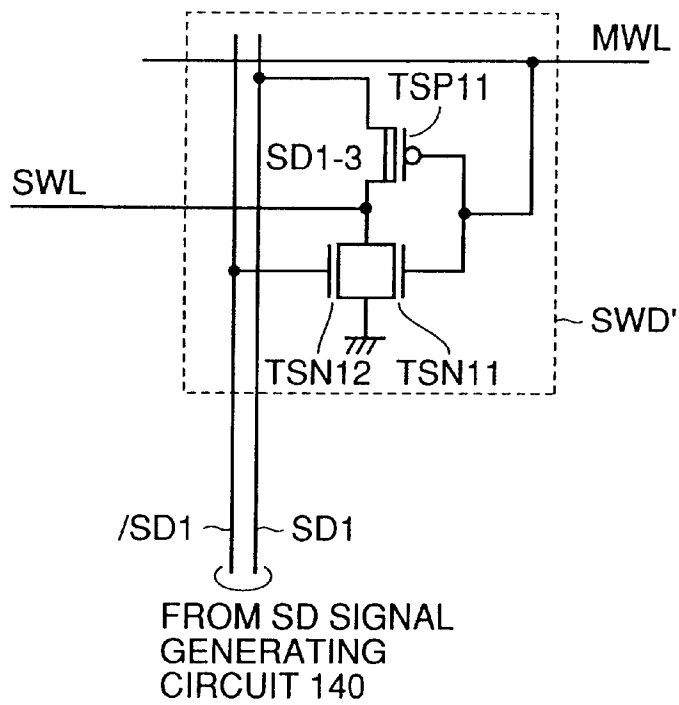 MWL
TSP11
SD1-3
SWL
SWD'
TSN12 TSN11
/SD1 SD1
FROM SD SIGNAL
GENERATING
CIRCUIT 140